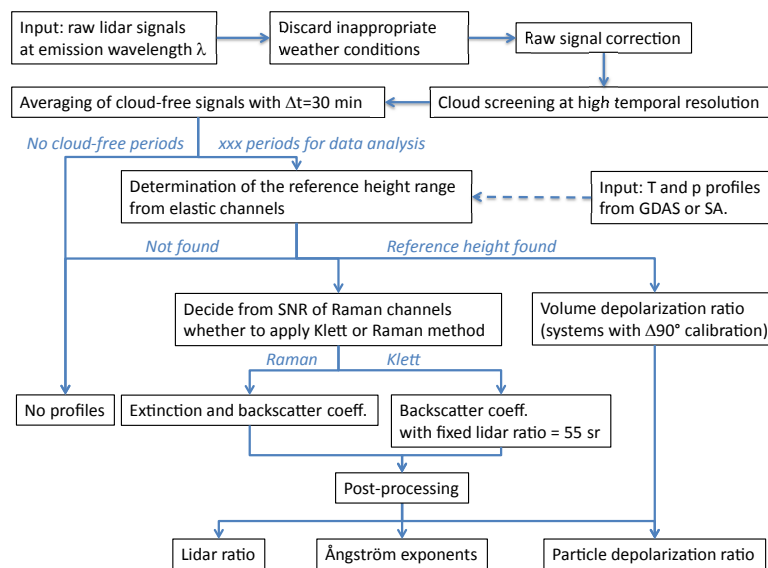 Input: raw lidar signals
at emission wavelength λ
Discard inappropriate
weather conditions
Raw signal correction
Averaging of cloud-free signals with Δt=30 min
Cloud screening at high temporal resolution
No cloud-free periods
xxx periods for data analysis
Determination of the reference height range
from elastic channels
Input: T and p profiles
from GDAS or SA.
Not found
Reference height found
Decide from SNR of Raman channels
whether to apply Klett or Raman method
Volume depolarization ratio
(systems with Δ90° calibration)
Raman
Klett
No profiles
Extinction and backscatter coeff.
Backscatter coeff.
with fixed lidar ratio = 55 sr
Post-processing
Lidar ratio
Ångström exponents
Particle depolarization ratio